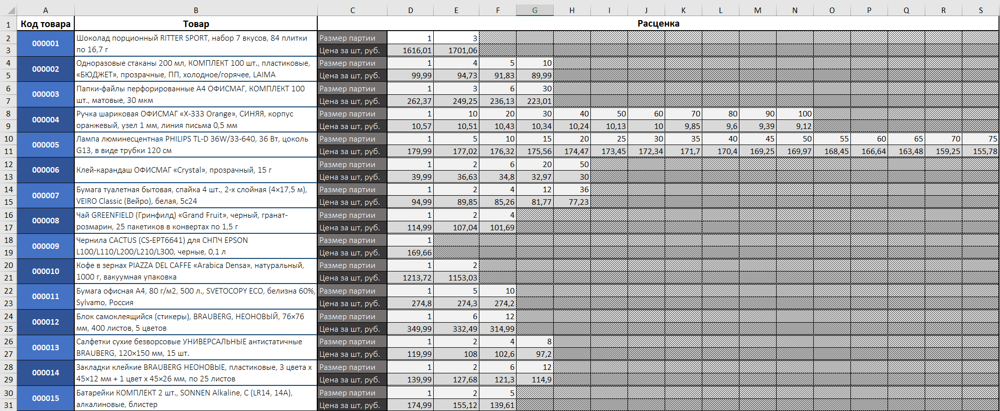 A B C D E F G H I J K L M N O P Q R S
1 Код товара Товар Расценка
2 Размер партии 1 3
000001 Шоколад порционный RITTER SPORT, набор 7 вкусов, 84 плитки
по 16,7 г
3 Цена за шт, руб. 1616,01 1701,06
4 Размер партии 1 4 5 10
000002 Одноразовые стаканы 200 мл, КОМПЛЕКТ 100 шт., пластиковые,
«БЮДЖЕТ», прозрачные, ПП, холодное/горячее, LAIMA
5 Цена за шт, руб. 99,99 94,73 91,83 89,99
6 Размер партии 1 3 6 30
000003 Папки-файлы перфорированные А4 ОФИСМАГ, КОМПЛЕКТ 100
шт., матовые, 30 мкм
7 Цена за шт, руб. 262,37 249,25 236,13 223,01
8 Размер партии 1 10 20 30 40 50 60 70 80 90 100
000004 Ручка шариковая ОФИСМАГ «X-333 Orange», СИНЯЯ, корпус
оранжевый, узел 1 мм, линия письма 0,5 мм
9 Цена за шт, руб. 10,57 10,51 10,43 10,34 10,24 10,13 10 9,85 9,6 9,39 9,12
10 Размер партии 1 5 10 15 20 25 30 35 40 45 50 55 60 65 70 75
000005 Лампа люминесцентная PHILIPS TL-D 36W/33-640, 36 Вт, цоколь
G13, в виде трубки 120 см
11 Цена за шт, руб. 179,99 177,02 176,32 175,56 174,47 173,45 172,34 171,7 170,4 169,25 169,97 168,45 166,64 163,48 159,25 155,78
12 Размер партии 1 2 6 20 50
000006 Клей-карандаш ОФИСМАГ «Crystal», прозрачный, 15 г
13 Цена за шт, руб. 39,99 36,63 34,8 32,97 30
14 Размер партии 1 2 4 12 36
000007 Бумага туалетная бытовая, спайка 4 шт., 2-х слойная (4×17,5 м),
VEIRO Classic (Вейро), белая, 5с24
15 Цена за шт, руб. 94,99 89,85 85,26 81,77 77,23
16 Размер партии 1 2 4
000008 Чай GREENFIELD (Гринфилд) «Grand Fruit», черный, гранат-
розмарин, 25 пакетиков в конвертах по 1,5 г
17 Цена за шт, руб. 114,99 107,04 101,69
18 Размер партии 1
000009 Чернила CACTUS (CS-EPT6641) для СНПЧ EPSON
L100/L110/L200/L210/L300, черные, 0,1 л
19 Цена за шт, руб. 169,66
20 Размер партии 1 2
000010 Кофе в зернах PIAZZA DEL CAFFE «Arabica Densa», натуральный,
1000 г, вакуумная упаковка
21 Цена за шт, руб. 1213,72 1153,03
22 Размер партии 1 5 10
000011 Бумага офисная А4, 80 г/м2, 500 л., SVETOCOPY ECO, белизна 60%,
Sylvamo, Россия
23 Цена за шт, руб. 274,8 274,3 274,2
24 Размер партии 1 6 12
000012 Блок самоклеящийся (стикеры), BRAUBERG, НЕОНОВЫЙ, 76×76
мм, 400 листов, 5 цветов
25 Цена за шт, руб. 349,99 332,49 314,99
26 Размер партии 1 2 4 8
000013 Салфетки сухие безворсовые УНИВЕРСАЛЬНЫЕ антистатичные
BRAUBERG, 120×150 мм, 15 шт.
27 Цена за шт, руб. 119,99 108 102,6 97,2
28 Размер партии 1 2 6 12
000014 Закладки клейкие BRAUBERG НЕОНОВЫЕ, пластиковые, 3 цвета х
45×12 мм + 1 цвет х 45×26 мм, по 25 листов
29 Цена за шт, руб. 139,99 127,68 121,3 114,9
30 Размер партии 1 2 5
000015 Батарейки КОМПЛЕКТ 2 шт., SONNEN Alkaline, С (LR14, 14А),
алкалиновые, блистер
31 Цена за шт, руб. 174,99 155,12 139,61